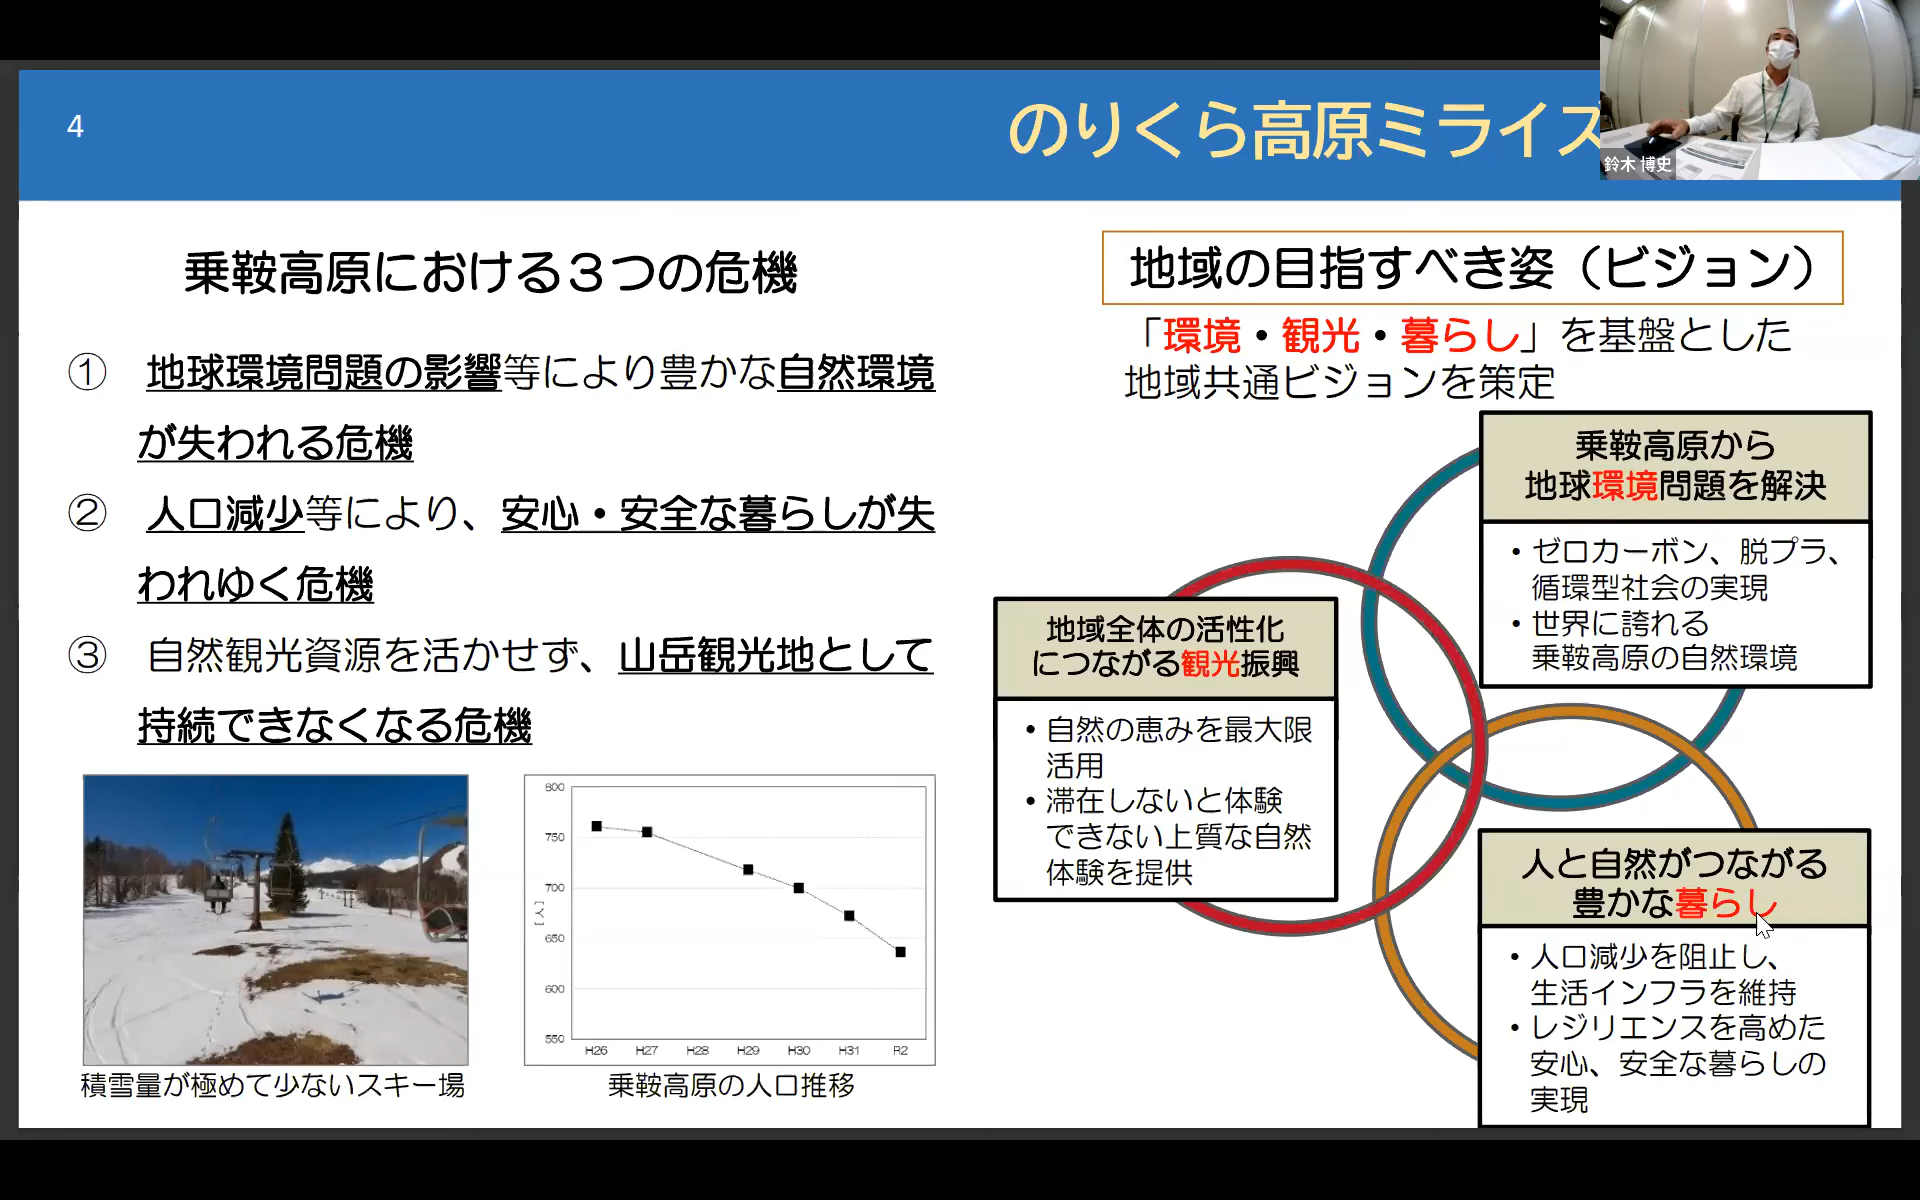 4
のりくら高原ミライズ
鈴木 博史
乗鞍高原における３つの危機
① 地球環境問題の影響等により豊かな自然環境
が失われる危機
② 人口減少等により、安心・安全な暮らしが失
われゆく危機
③ 自然観光資源を活かせず、山岳観光地として
持続できなくなる危機
800
750
700
650
600
550
[人]
H26 H27 H28 H29 H30 H31 R2
積雪量が極めて少ないスキー場
乗鞍高原の人口推移
地域の目指すべき姿（ビジョン）
「環境・観光・暮らし」を基盤とした
地域共通ビジョンを策定
乗鞍高原から
地球環境問題を解決
・ゼロカーボン、脱プラ、
循環型社会の実現
・世界に誇れる
乗鞍高原の自然環境
地域全体の活性化
につながる観光振興
・自然の恵みを最大限
活用
・滞在しないと体験
できない上質な自然
体験を提供
人と自然がつながる
豊かな暮らし
・人口減少を阻止し、
生活インフラを維持
・レジリエンスを高めた
安心、安全な暮らしの
実現